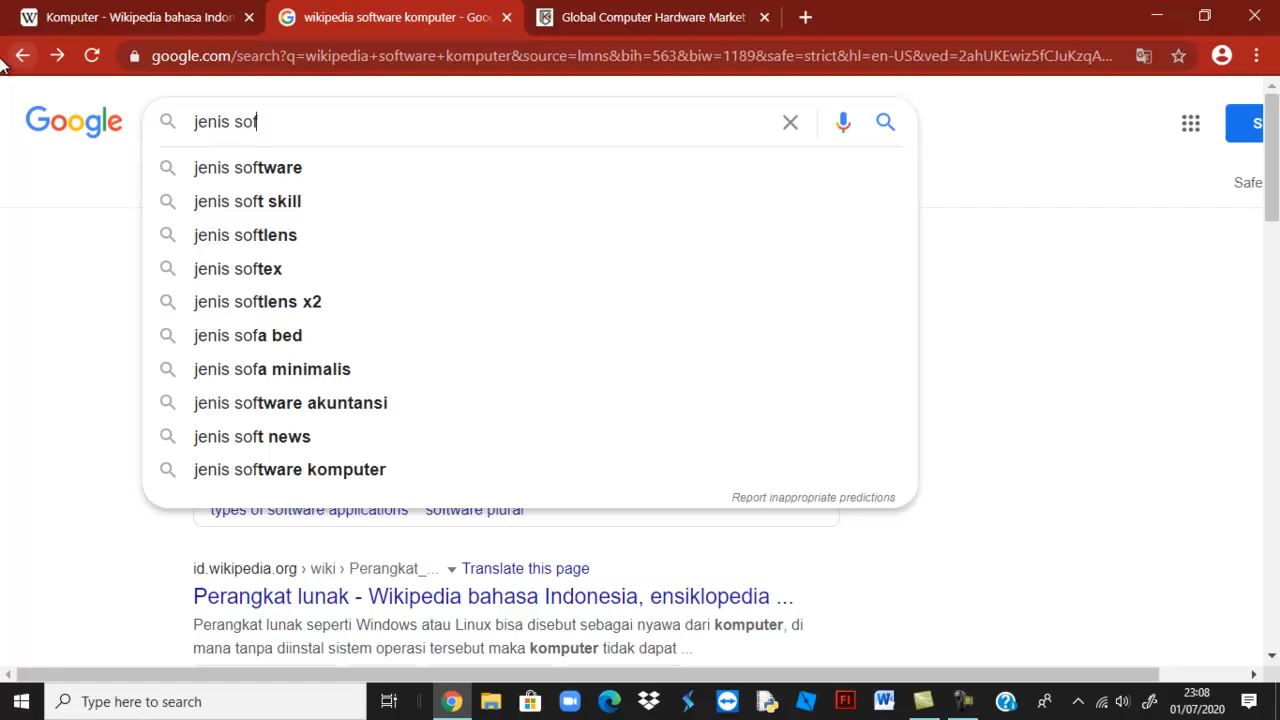 Komputer - Wikipedia bahasa Indon
wikipedia software komputer - Goo
Global Computer Hardware Market
google.com/search?q=wikipedia+software+komputer&source=lmns&bih=563&biw=1189&safe=strict&hl=en-US&ved=2ahUKEwiz5fCJuKzqA...
Google
jenis sof
S
jenis software
Safe
jenis soft skill
jenis softlens
jenis softex
jenis softlens x2
jenis sofa bed
jenis sofa minimalis
jenis software akuntansi
jenis soft news
jenis software komputer
Report inappropriate predictions
types of software applications software plural
id.wikipedia.org › wiki › Perangkat_... Translate this page
Perangkat lunak - Wikipedia bahasa Indonesia, ensiklopedia ...
Perangkat lunak seperti Windows atau Linux bisa disebut sebagai nyawa dari komputer, di
mana tanpa diinstal sistem operasi tersebut maka komputer tidak dapat ...
Type here to search
23:08
01/07/2020